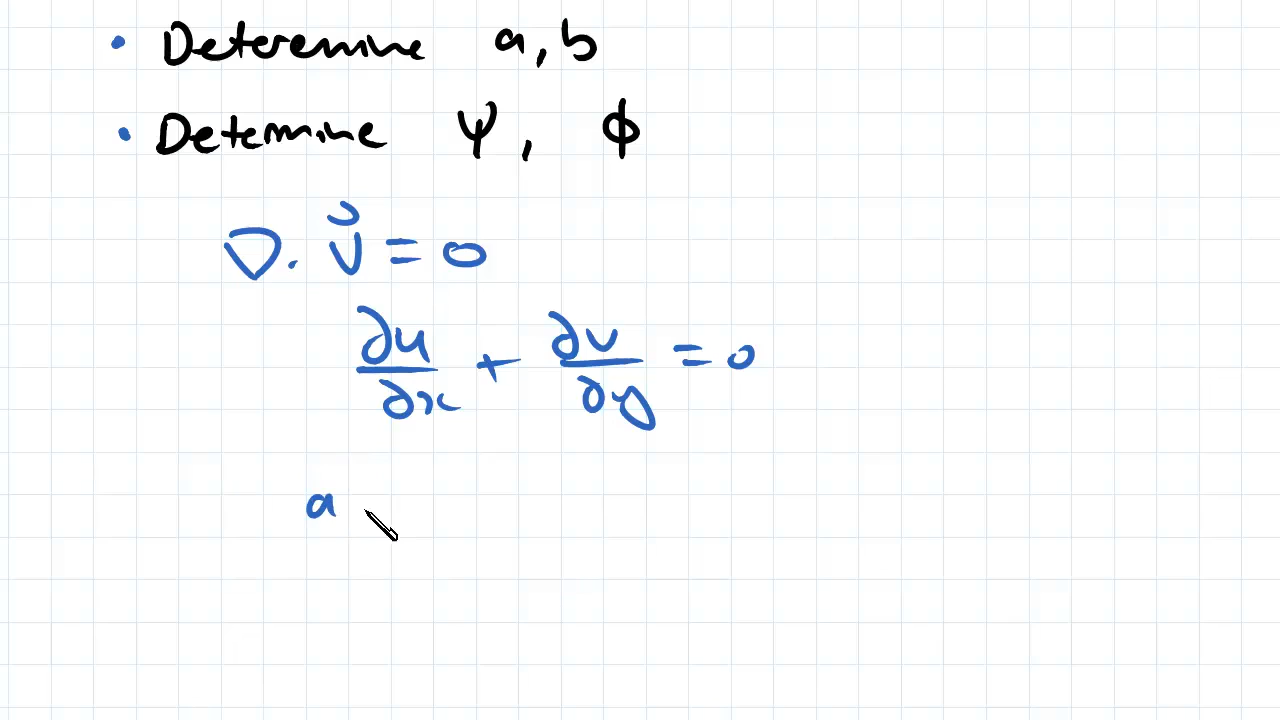 • Deteremine a, b
• Determine ψ, ϕ
∇ · v⃗ = 0
∂u/∂x + ∂v/∂y = 0
a